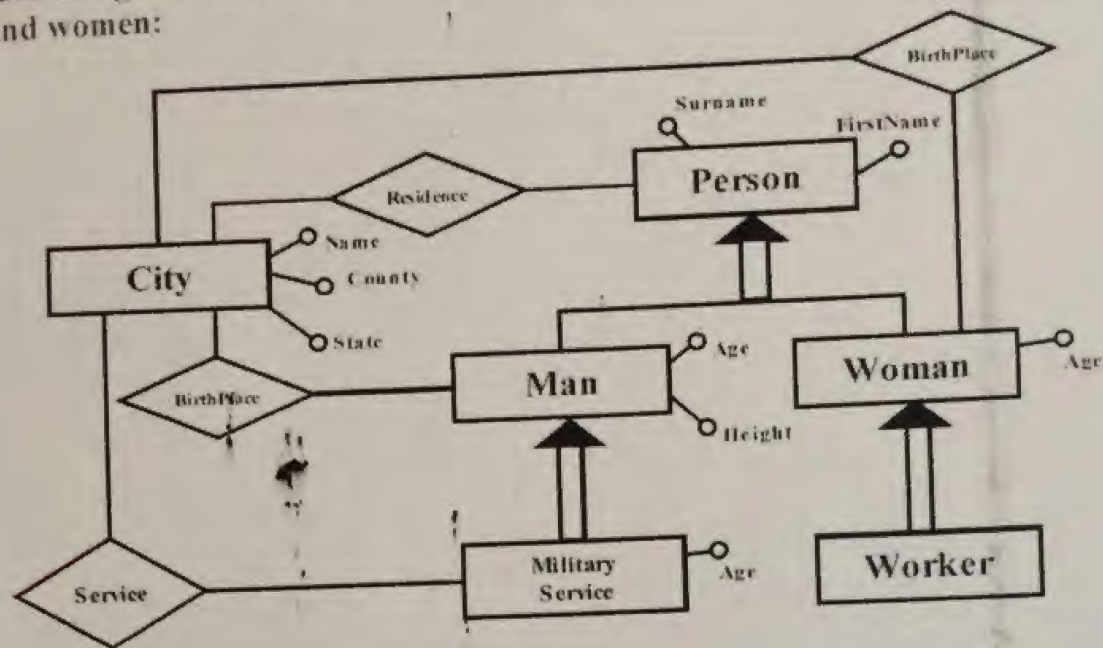 nd women:
BirthPlace
Surname
FirstName
Person
Residence
Name
City
County
State
Age
Man
Woman
Age
BirthPlace
Height
Military
Service
Age
Worker
Service